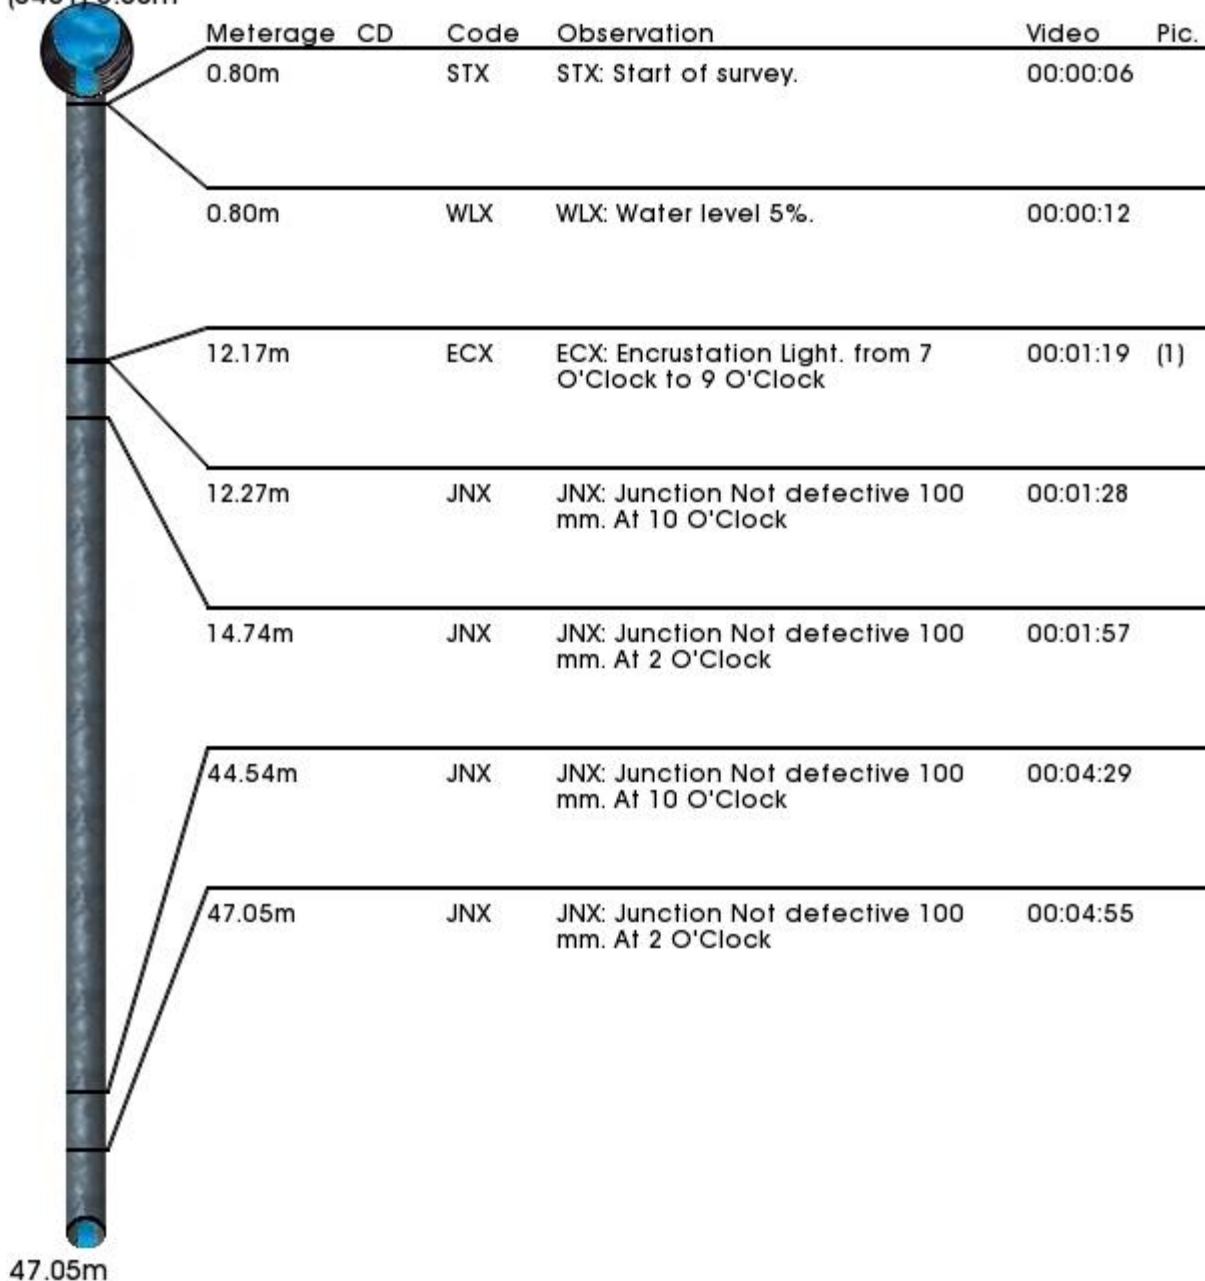 Meterage CD Code Observation Video Pic.
0.80m STX STX: Start of survey. 00:00:06
0.80m WLX WLX: Water level 5%. 00:00:12
12.17m ECX ECX: Encrustation Light. from 7 00:01:19 (1)
O'Clock to 9 O'Clock
12.27m JNX JNX: Junction Not defective 100 00:01:28
mm. At 10 O'Clock
14.74m JNX JNX: Junction Not defective 100 00:01:57
mm. At 2 O'Clock
44.54m JNX JNX: Junction Not defective 100 00:04:29
mm. At 10 O'Clock
47.05m JNX JNX: Junction Not defective 100 00:04:55
mm. At 2 O'Clock
47.05m